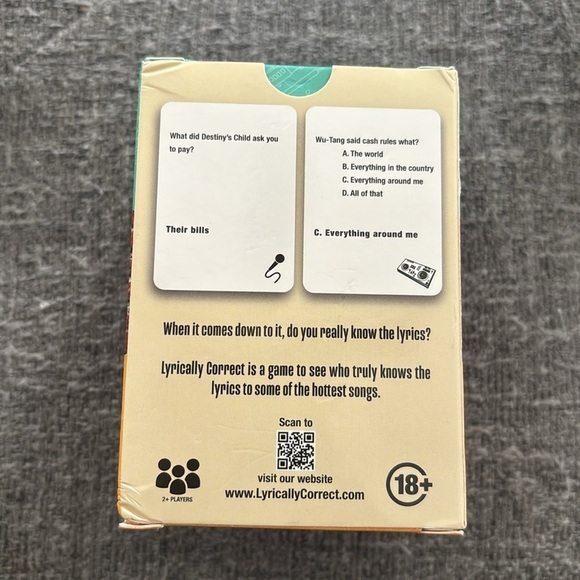 What did Destiny's Child ask you
to pay?
Their bills
Wu-Tang said cash rules what?
A. The world
B. Everything in the country
C. Everything around me
D. All of that
C. Everything around me
When it comes down to it, do you really know the lyrics?
Lyrically Correct is a game to see who truly knows the
lyrics to some of the hottest songs.
Scan to
visit our website
www.LyricallyCorrect.com
2+ PLAYERS
18+